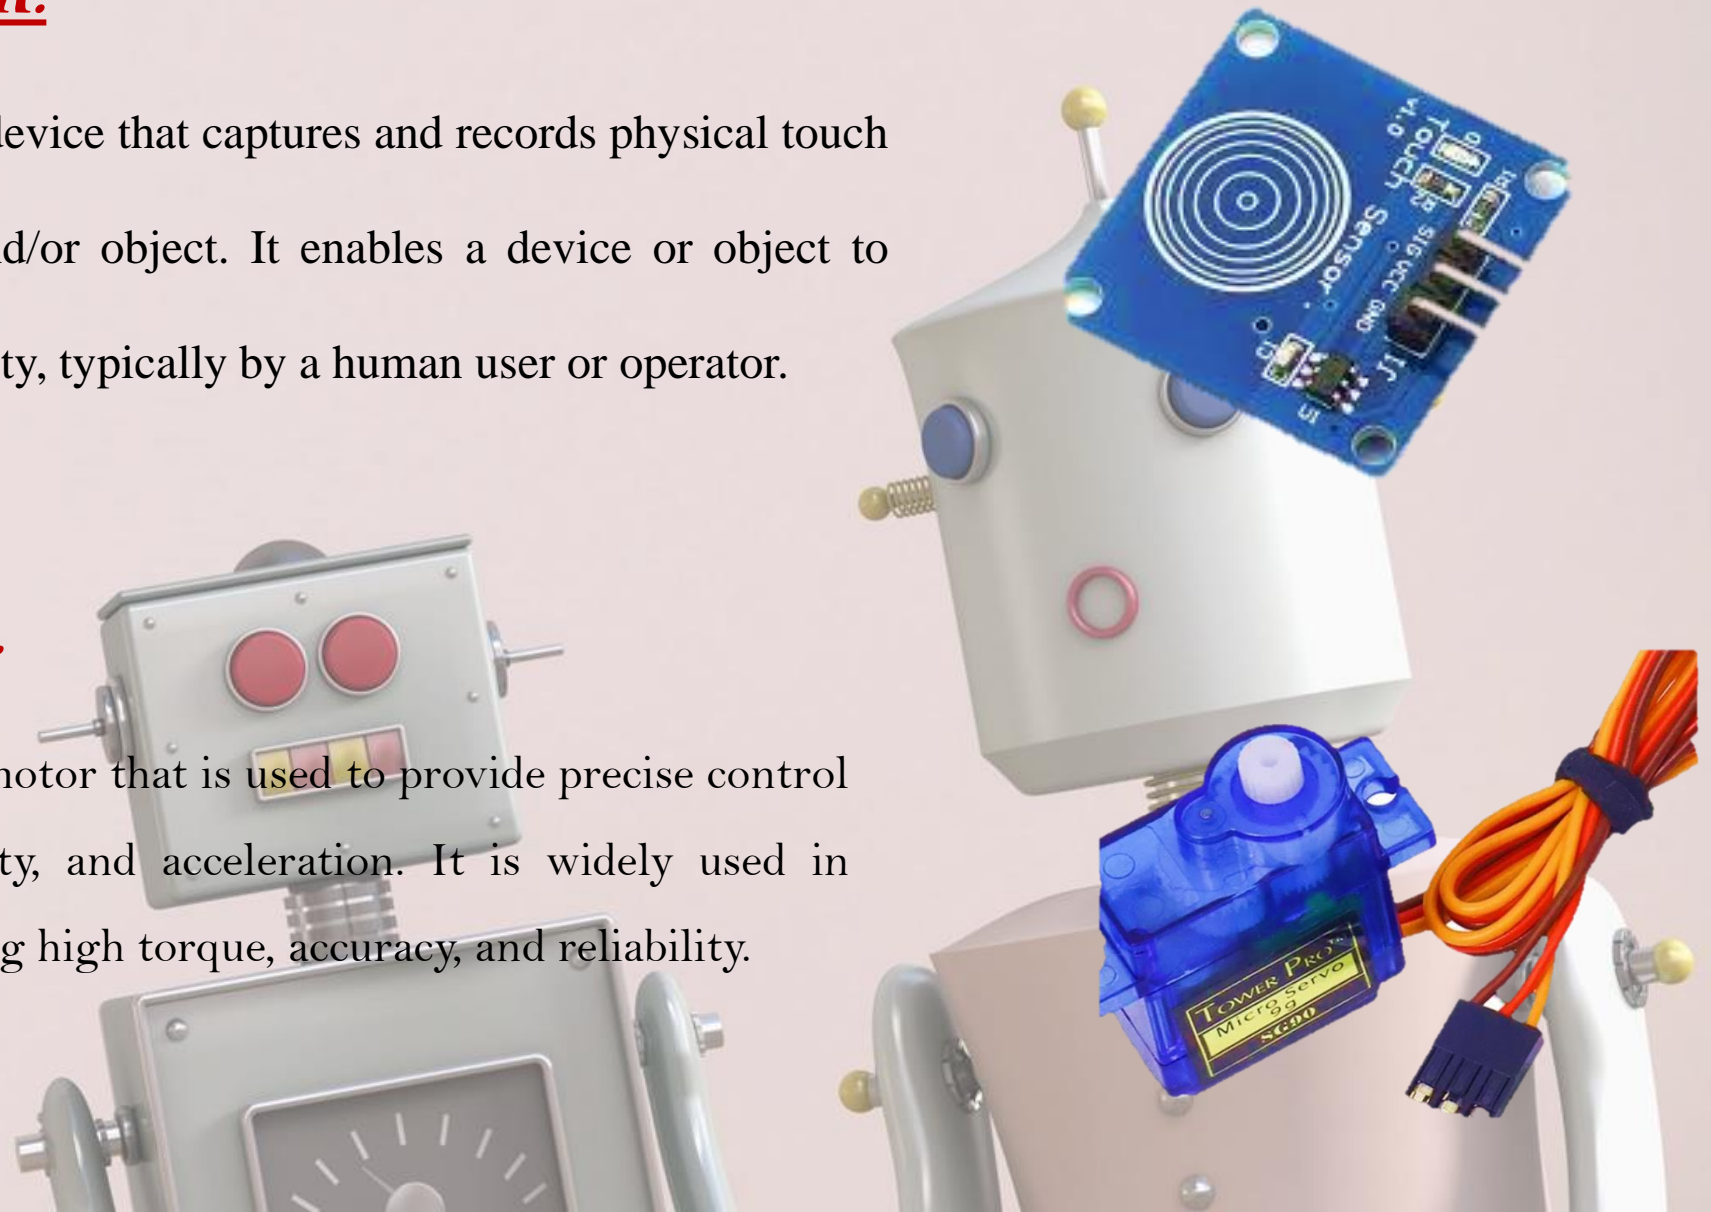 device that captures and records physical touch
nd/or object. It enables a device or object to
ty, typically by a human user or operator.
motor that is used to provide precise control
ty, and acceleration. It is widely used in
g high torque, accuracy, and reliability.
Touch
v1.0
Sensor
SIG VCC GND
J1
TOWER PRO™
Micro Servo
9g
SG90